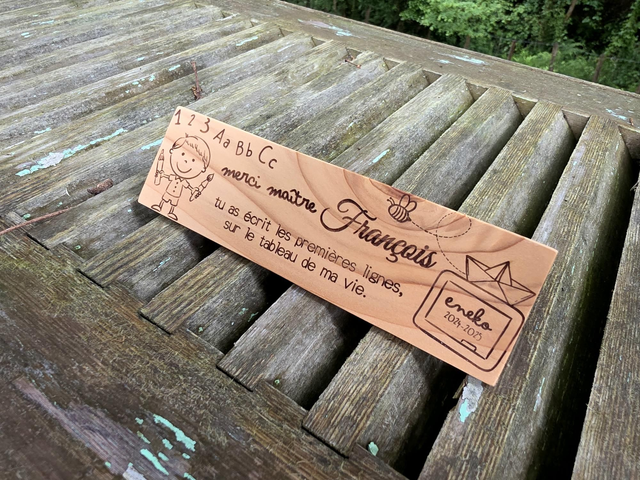 1 2 3 Aa Bb Cc
merci maître François
tu as écrit les premières lignes,
sur le tableau de ma vie.
eneko
2024-2025